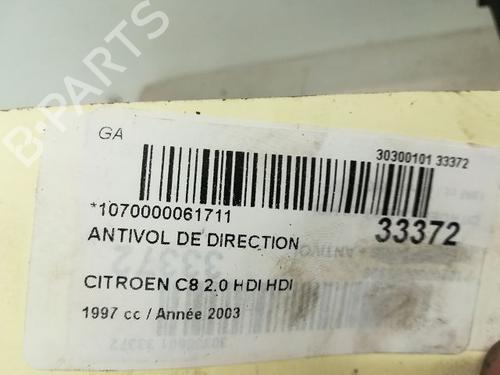 GA
30300101 33372
*1070000061711
33372
ANTIVOL DE DIRECTION
CITROEN C8 2.0 HDI HDI
1997 cc / Année 2003
B-PARTS